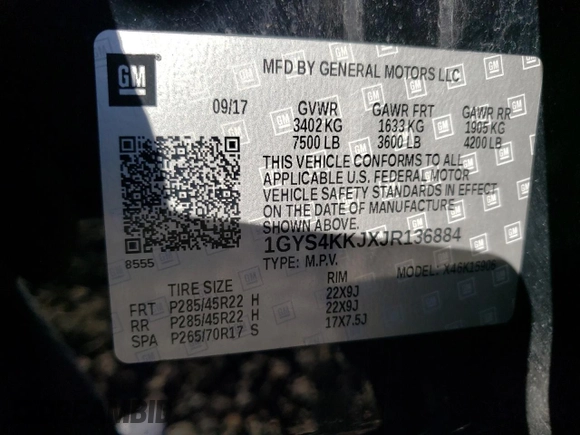 GM
MFD BY GENERAL MOTORS LLC
09/17 GVWR GAWR FRT GAWR RR
3402 KG 1633 KG 1905 KG
7500 LB 3600 LB 4200 LB
THIS VEHICLE CONFORMS TO ALL
APPLICABLE U.S. FEDERAL MOTOR
VEHICLE SAFETY STANDARDS IN EFFECT
ON THE DATE OF MANUFACTURE
SHOWN ABOVE.
1GYS4KKJXJR136884
8555
TYPE: M.P.V. MODEL:
TIRE SIZE RIM
FRT P285/45R22 H 22X9J
RR P285/45R22 H 22X9J
SPA P265/70R17 S 17X7.5J